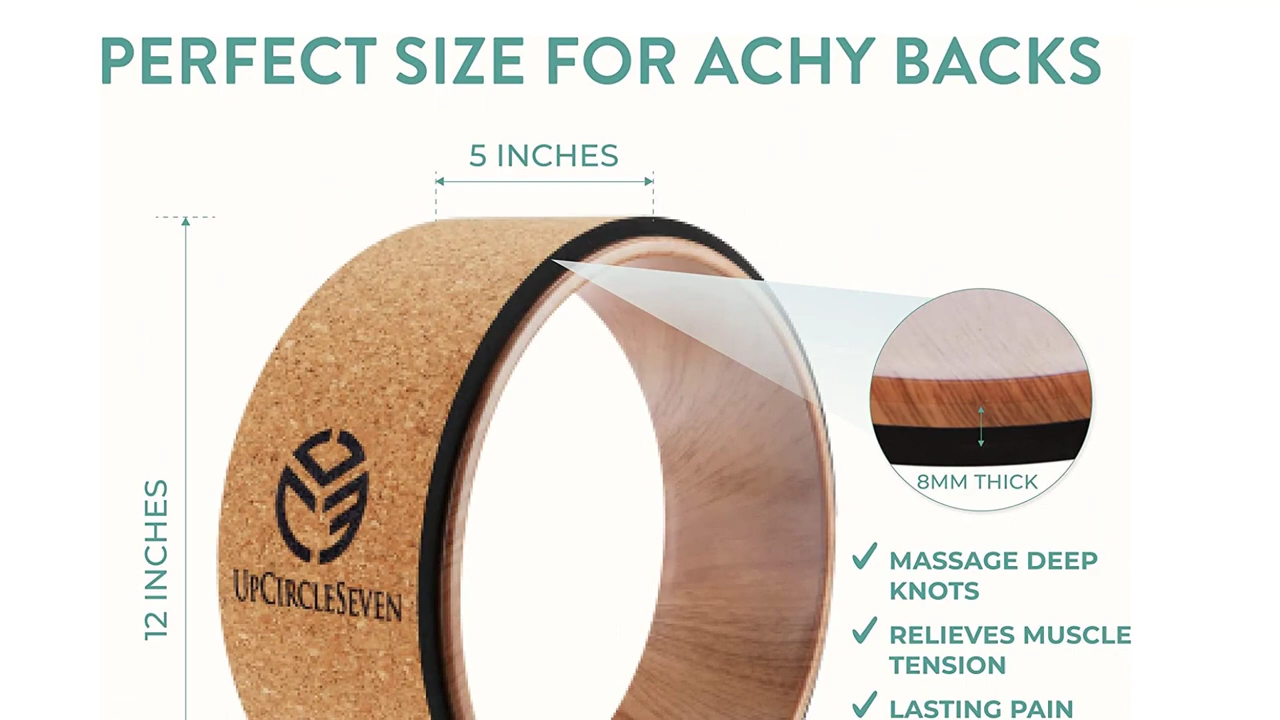 PERFECT SIZE FOR ACHY BACKS
5 INCHES
12 INCHES
UPCIRCLESEVEN
8MM THICK
✓ MASSAGE DEEP
KNOTS
✓ RELIEVES MUSCLE
TENSION
✓ LASTING PAIN